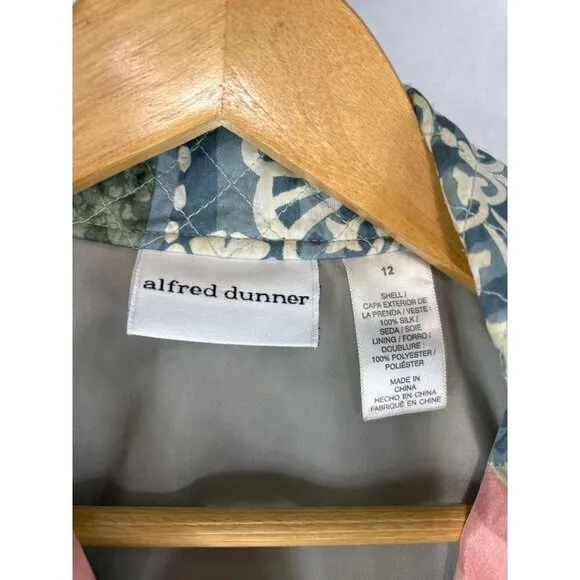 alfred dunner
12
SHELL /
CAPA EXTERIOR DE
LA PRENDA / VESTE :
100% SILK /
SEDA / SOIE
LINING / FORRO /
DOUBLURE :
100% POLYESTER /
POLIÉSTER
MADE IN
CHINA
HECHO EN CHINA
FABRIQUÉ EN CHINA